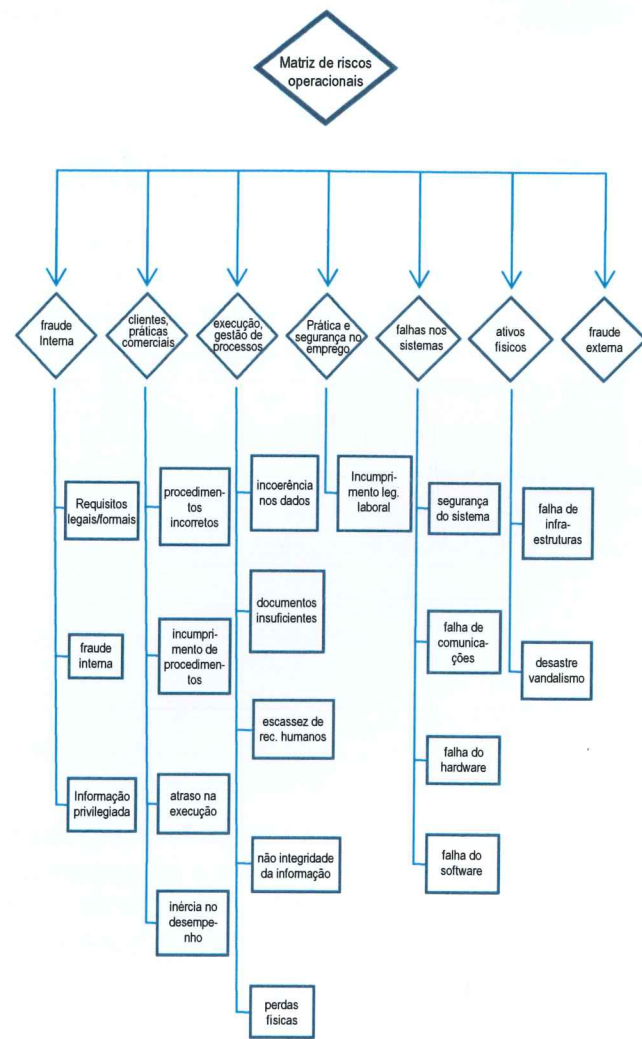 Matriz de riscos
operacionais
fraude
Interna
clientes,
práticas
comerciais
execução,
gestão de
processos
Prática e
segurança no
emprego
falhas nos
sistemas
ativos
físicos
fraude
externa
Requisitos
legais/formais
fraude
interna
Informação
privilegiada
procedimen-
tos
incorretos
incumprimen-
to de
procedimen-
tos
atraso na
execução
inércia no
desempe-
nho
incoerência
nos dados
documentos
insuficientes
escassez de
rec. humanos
não integridade
da informação
perdas
físicas
Incumpri-
mento leg.
laboral
segurança
do sistema
falha de
comunica-
ções
falha do
hardware
falha do
software
falha de
infra-
estruturas
desastre
vandalismo